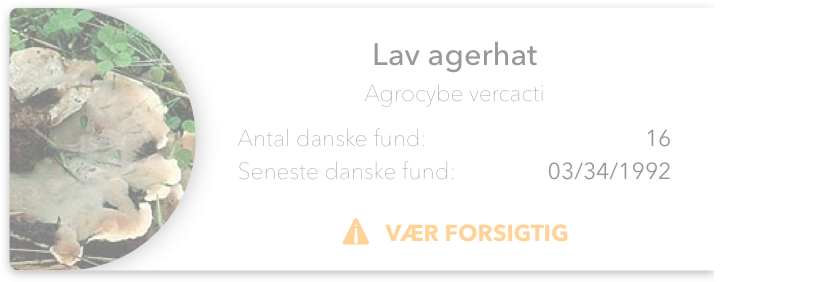 Lav agerhat
Agrocybe vercacti
Antal danske fund: 16
Seneste danske fund: 03/34/1992
VÆR FORSIGTIG